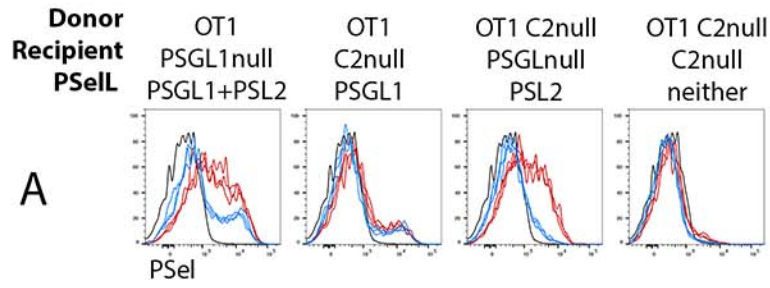 Donor OT1 OT1 OT1 C2null OT1 C2null
Recipient PSGL1null C2null PSGLnull C2null
PSelL PSGL1+PSL2 PSGL1 PSL2 neither
A
PSel